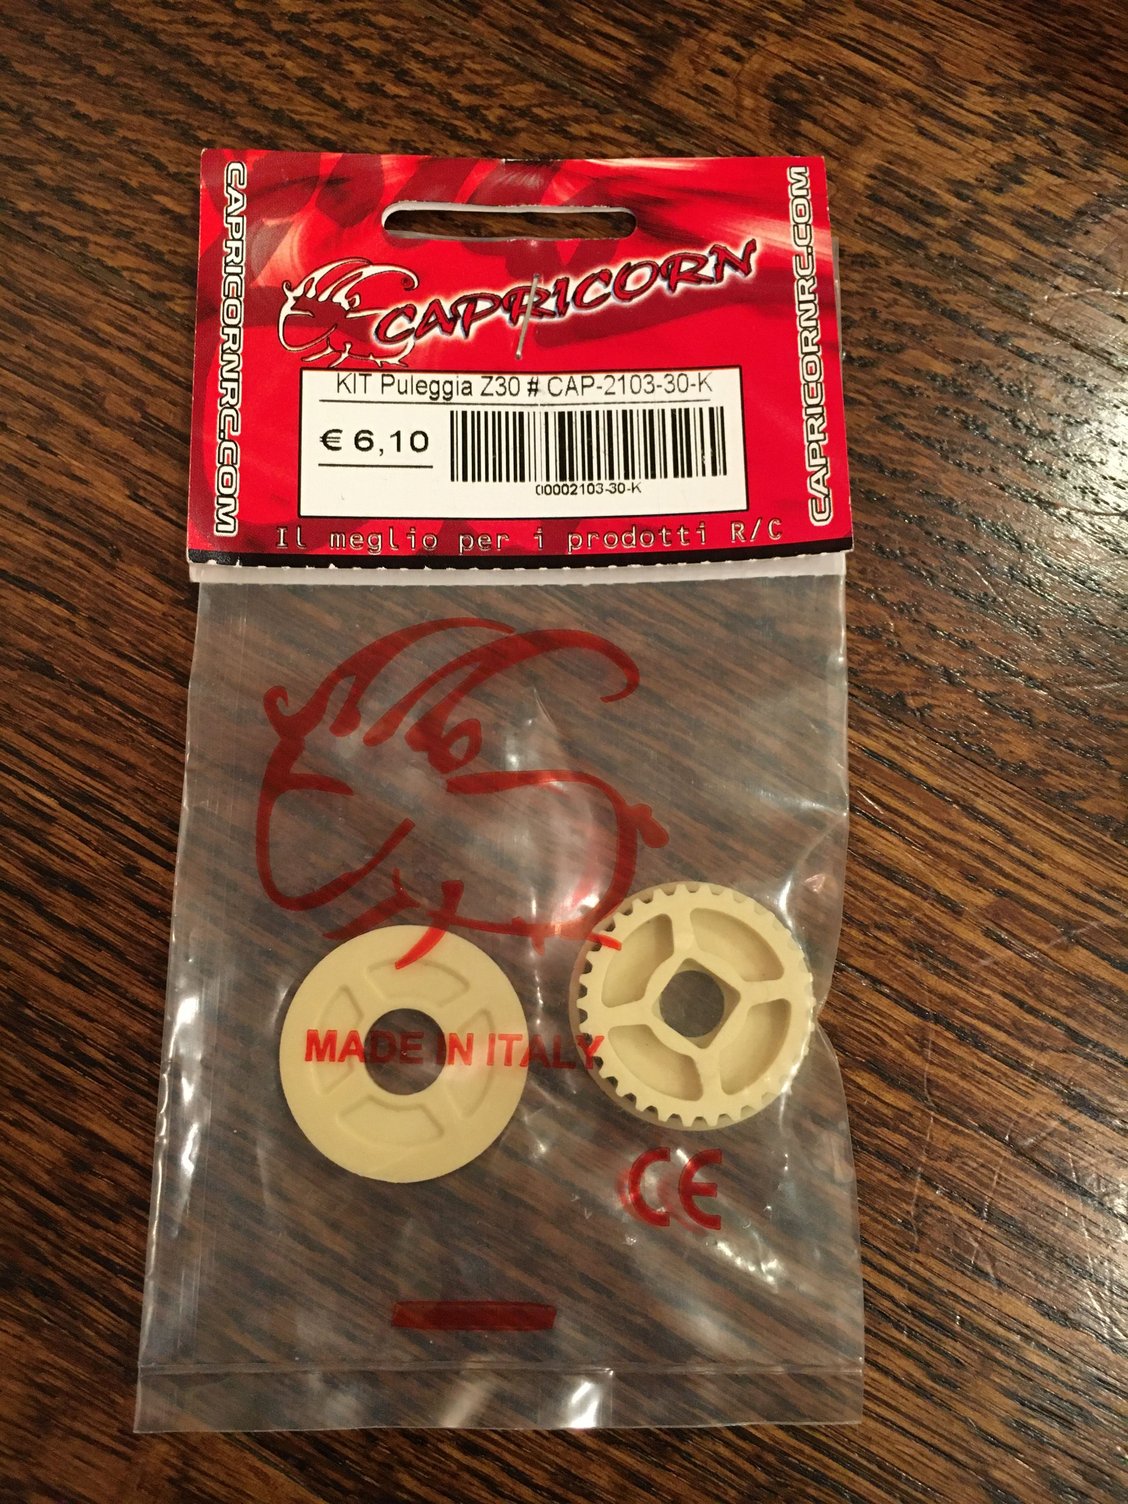 CAPRICORNRC.COM
CAPRICORN
CAPRICORNRC.COM
KIT Puleggia Z30 # CAP-2103-30-K
€ 6,10
00002103-30-K
Il meglio per i prodotti R/C
MADE IN ITALY
CE